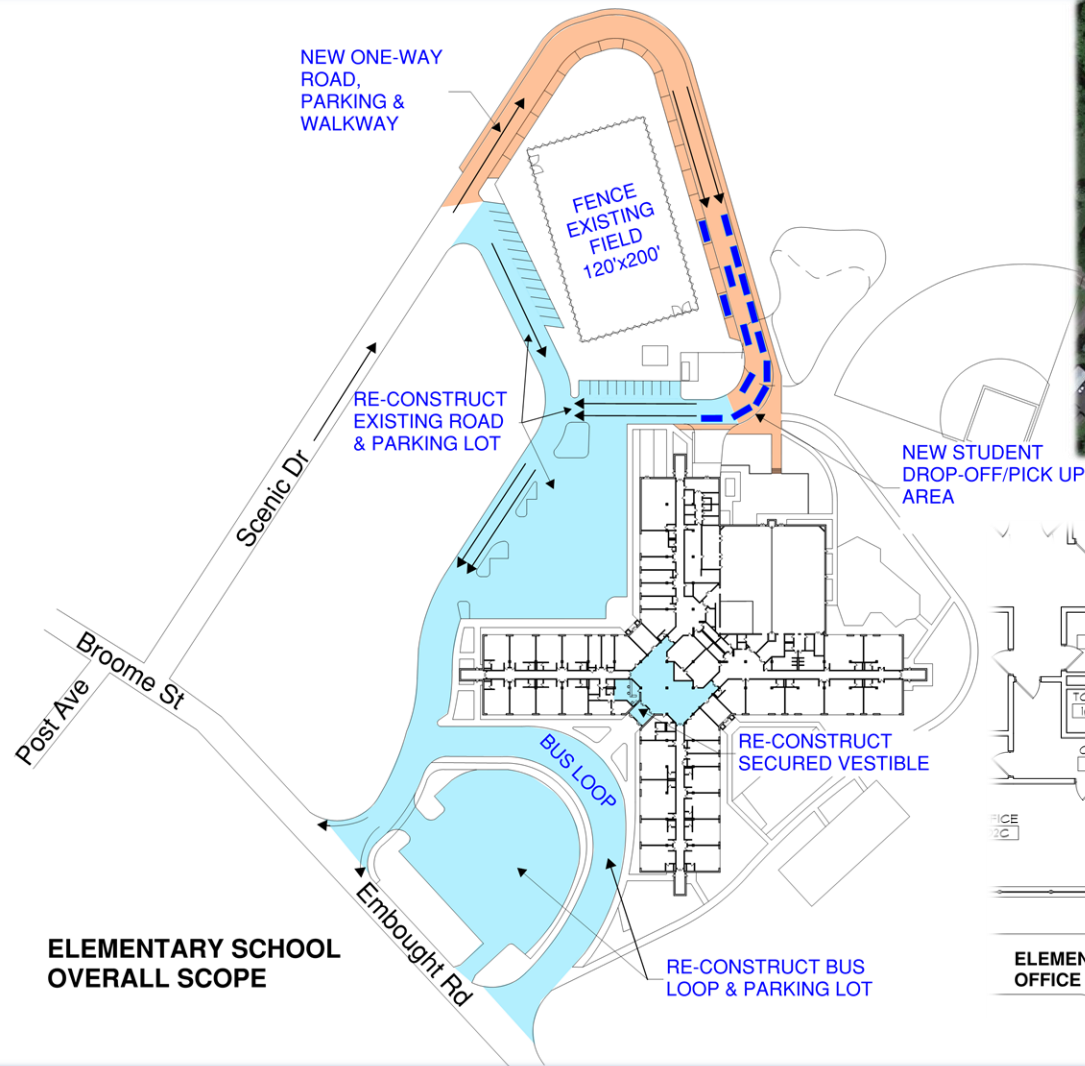 NEW ONE-WAY
ROAD,
PARKING &
WALKWAY
FENCE
EXISTING
FIELD
120'x200'
RE-CONSTRUCT
EXISTING ROAD
& PARKING LOT
NEW STUDENT
DROP-OFF/PICK UP
AREA
Scenic Dr
Broome St
Post Ave
RE-CONSTRUCT
SECURED VESTIBLE
BUS LOOP
Embought Rd
RE-CONSTRUCT BUS
LOOP & PARKING LOT
ELEMENTARY SCHOOL
OVERALL SCOPE
OFFICE